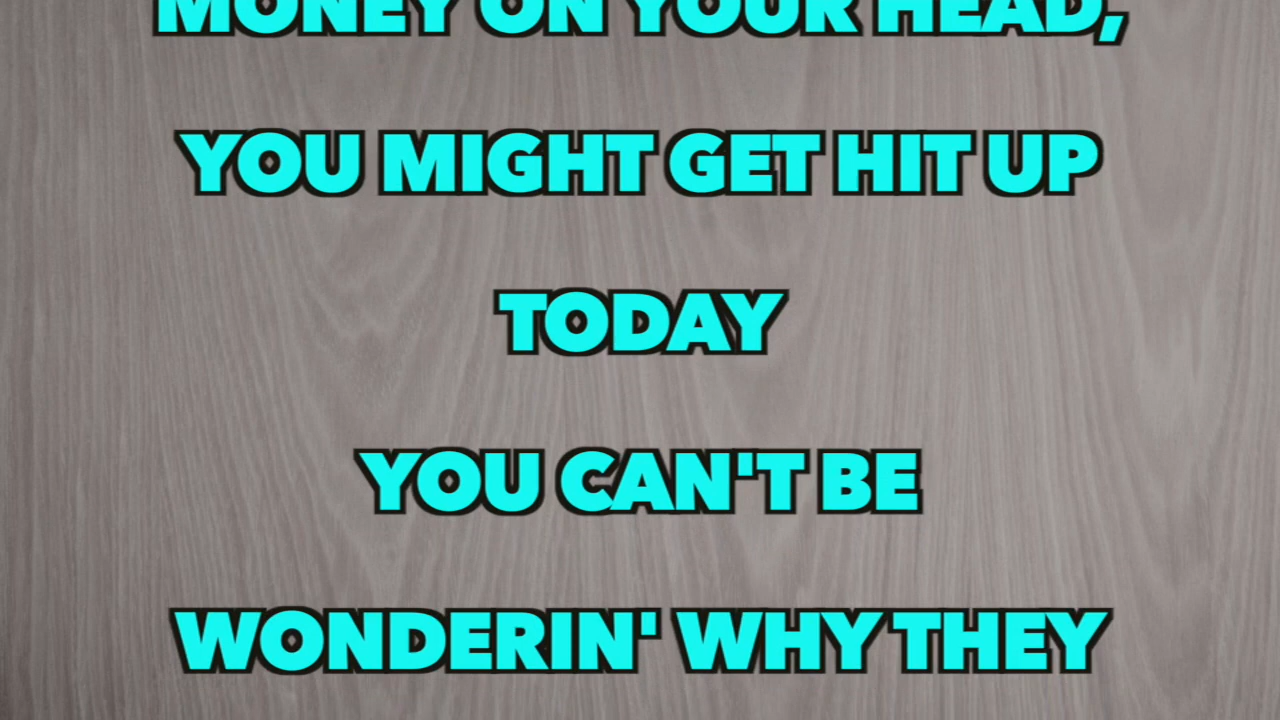 MONEY ON YOUR HEAD,
YOU MIGHT GET HIT UP
TODAY
YOU CAN'T BE
WONDERIN' WHY THEY